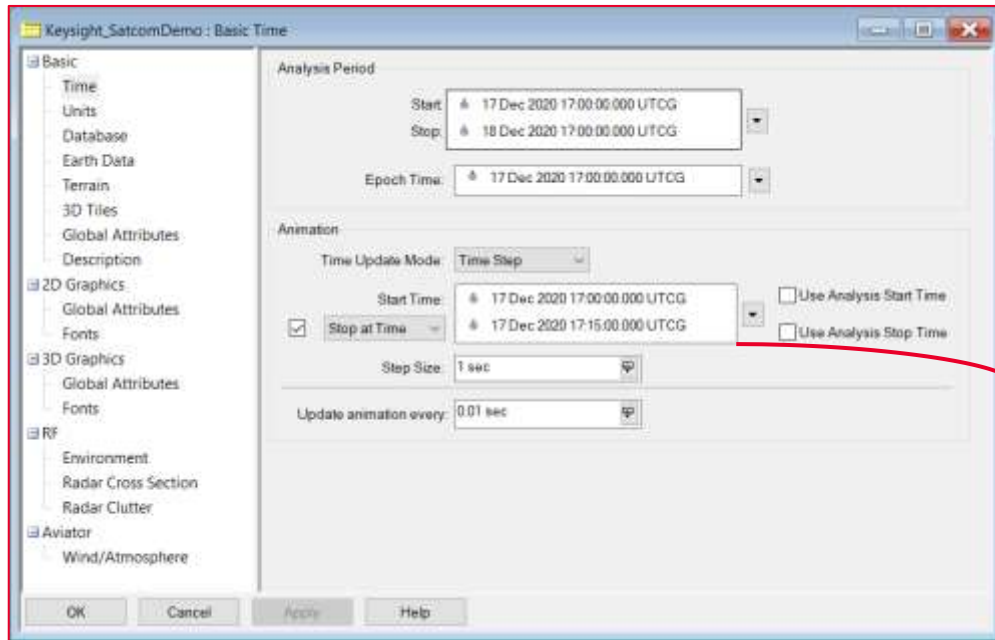 Keysight_SatcomDemo : Basic Time
Basic
Time
Units
Database
Earth Data
Terrain
3D Tiles
Global Attributes
Description
2D Graphics
Global Attributes
Fonts
3D Graphics
Global Attributes
Fonts
RF
Environment
Radar Cross Section
Radar Clutter
Aviator
Wind/Atmosphere
Analysis Period
Start: 17 Dec 2020 17:00:00.000 UTCG
Stop: 18 Dec 2020 17:00:00.000 UTCG
Epoch Time: 17 Dec 2020 17:00:00.000 UTCG
Animation
Time Update Mode: Time Step
Start Time: 17 Dec 2020 17:00:00.000 UTCG Use Analysis Start Time
Stop at Time 17 Dec 2020 17:15:00.000 UTCG Use Analysis Stop Time
Step Size: 1 sec
Update animation every: 0.01 sec
OK Cancel Apply Help